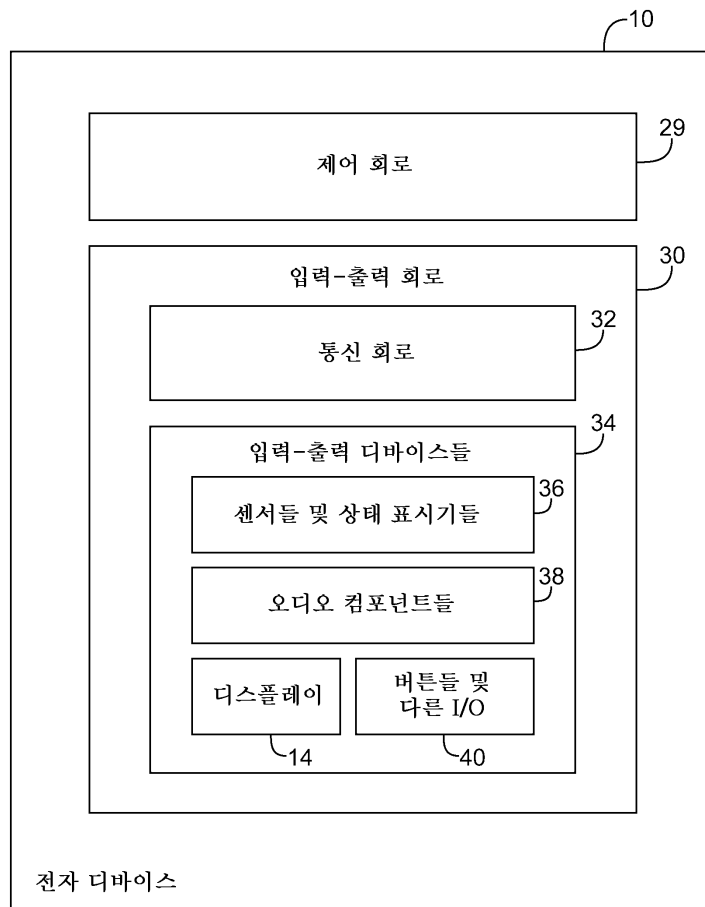 10
29
제어 회로
30
입력-출력 회로
32
통신 회로
34
입력-출력 디바이스들
36
센서들 및 상태 표시기들
38
오디오 컴포넌트들
디스플레이
버튼들 및
다른 I/O
14
40
전자 디바이스